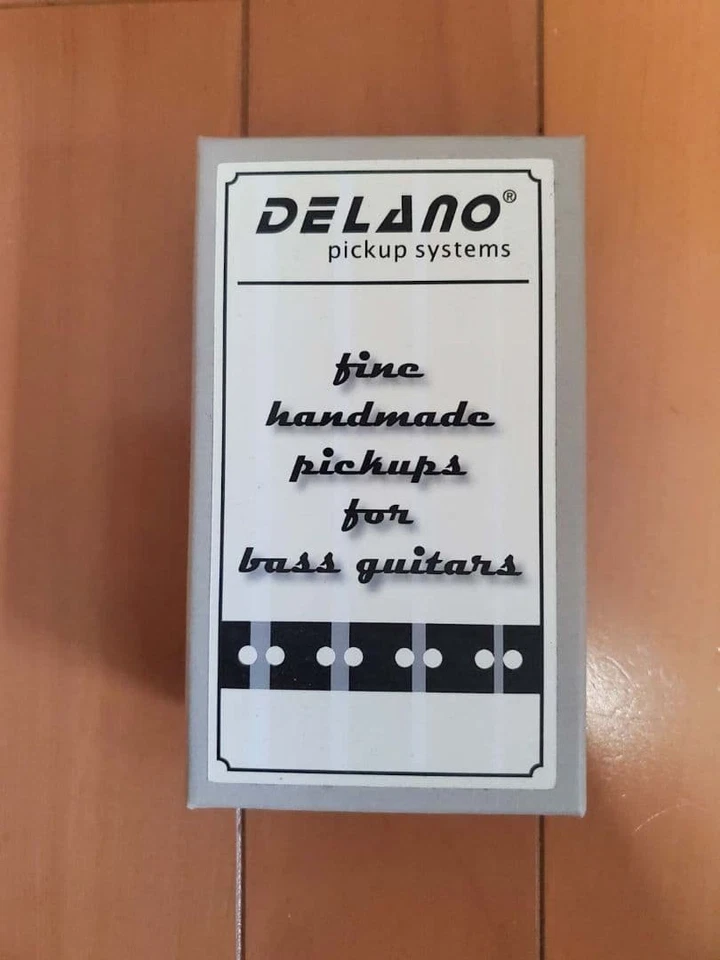 DELANO®
pickup systems
fine
handmade
pickups
for
bass guitars